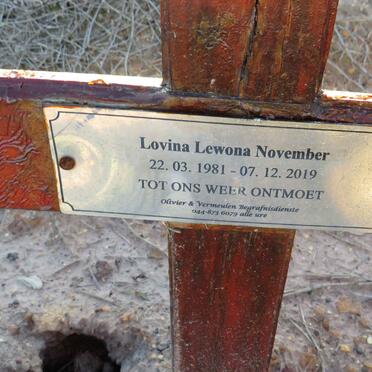 Lovina Lewona November
22. 03. 1981 - 07. 12. 2019
TOT ONS WEER ONTMOET
Olivier & Vermeulen Begrafnisdienste
044-873 6079 alle ure